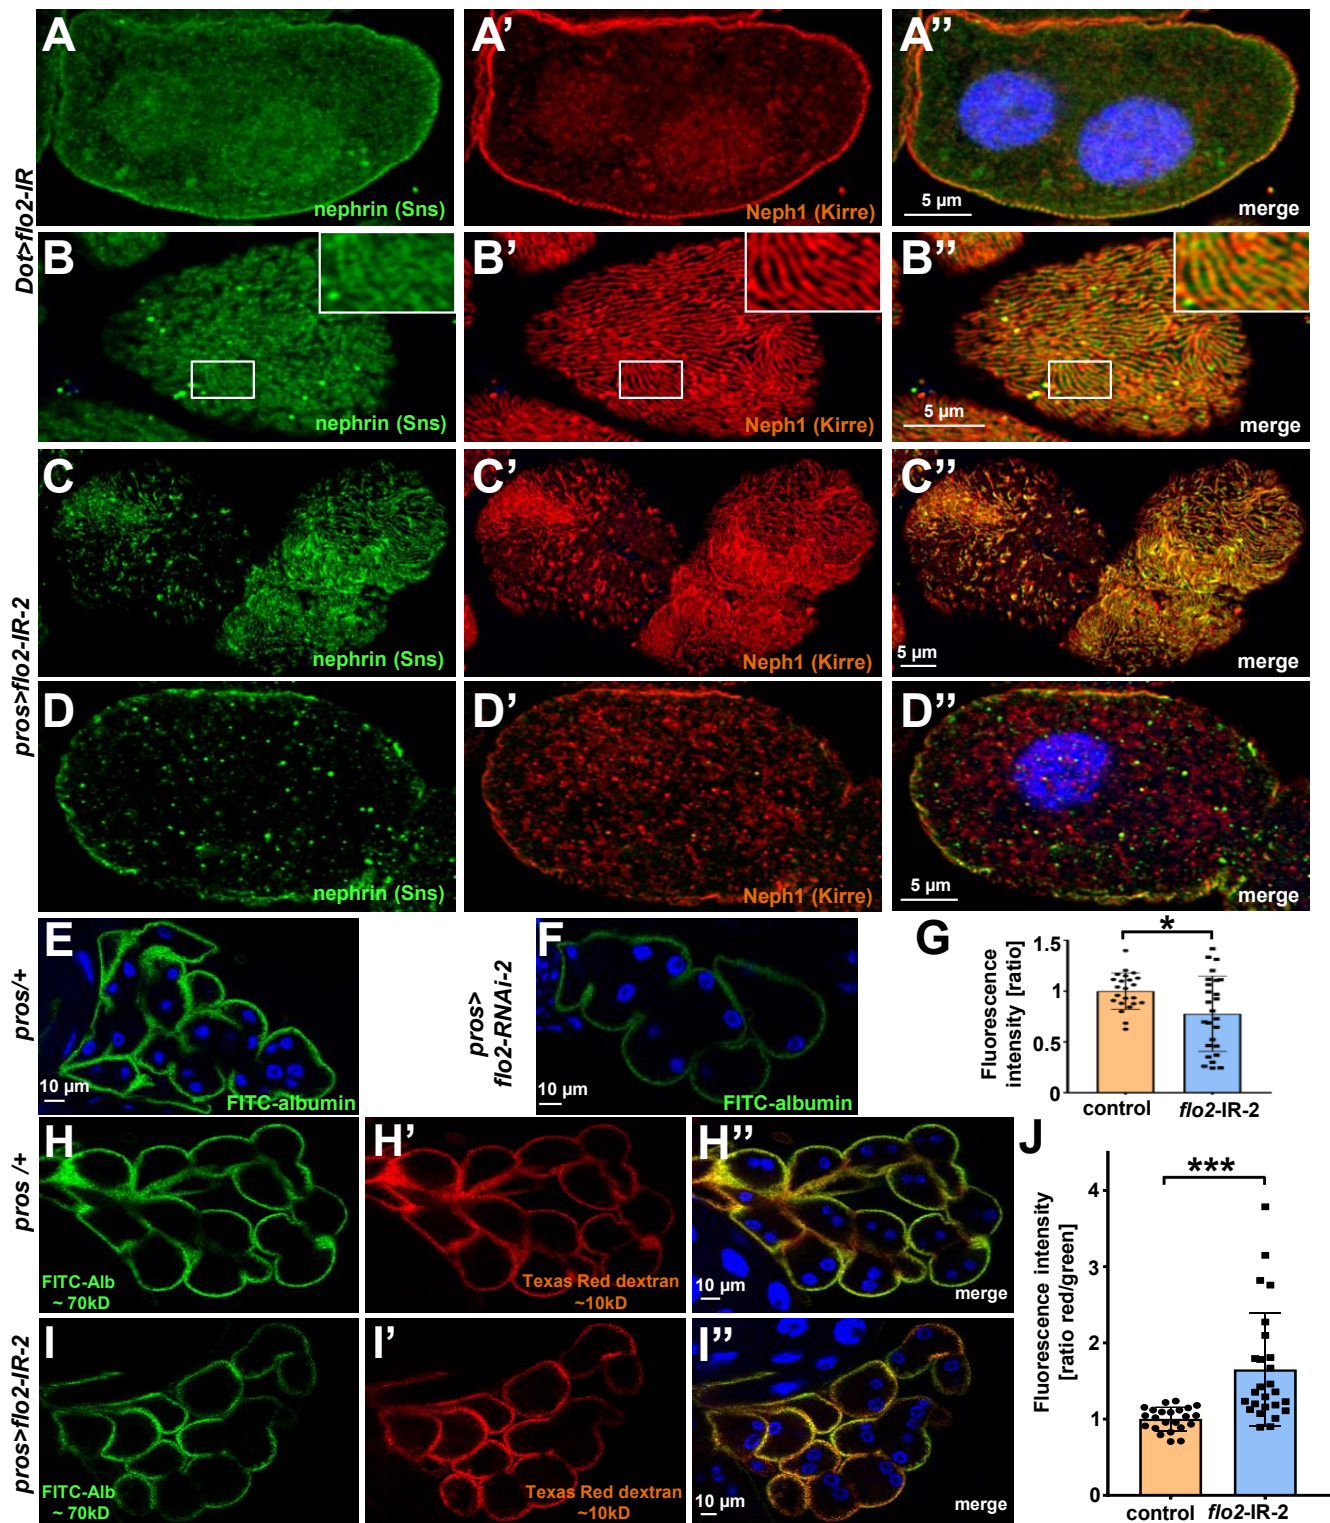 A
nephrin (Sns)
A’
Neph1 (Kirre)
A’’
5 µm
merge
Dot>flo2-IR
B
nephrin (Sns)
B’
Neph1 (Kirre)
B’’
5 µm
merge
C
nephrin (Sns)
C’
Neph1 (Kirre)
C’’
5 µm
merge
pros>flo2-IR-2
D
nephrin (Sns)
D’
Neph1 (Kirre)
D’’
5 µm
merge
pros/+
E
10 µm
FITC-albumin
pros>
flo2-RNAi-2
F
10 µm
FITC-albumin
G
Fluorescence
intensity [ratio]
1.5
1
0.5
0
*
control
flo2-IR-2
pros /+
H
FITC-Alb
~ 70kD
H’
Texas Red dextran
~10kD
H’’
10 µm
merge
pros>flo2-IR-2
I
FITC-Alb
~ 70kD
I’
Texas Red dextran
~10kD
I’’
10 µm
merge
J
Fluorescence intensity
[ratio red/green]
4
3
2
1
0
***
control
flo2-IR-2